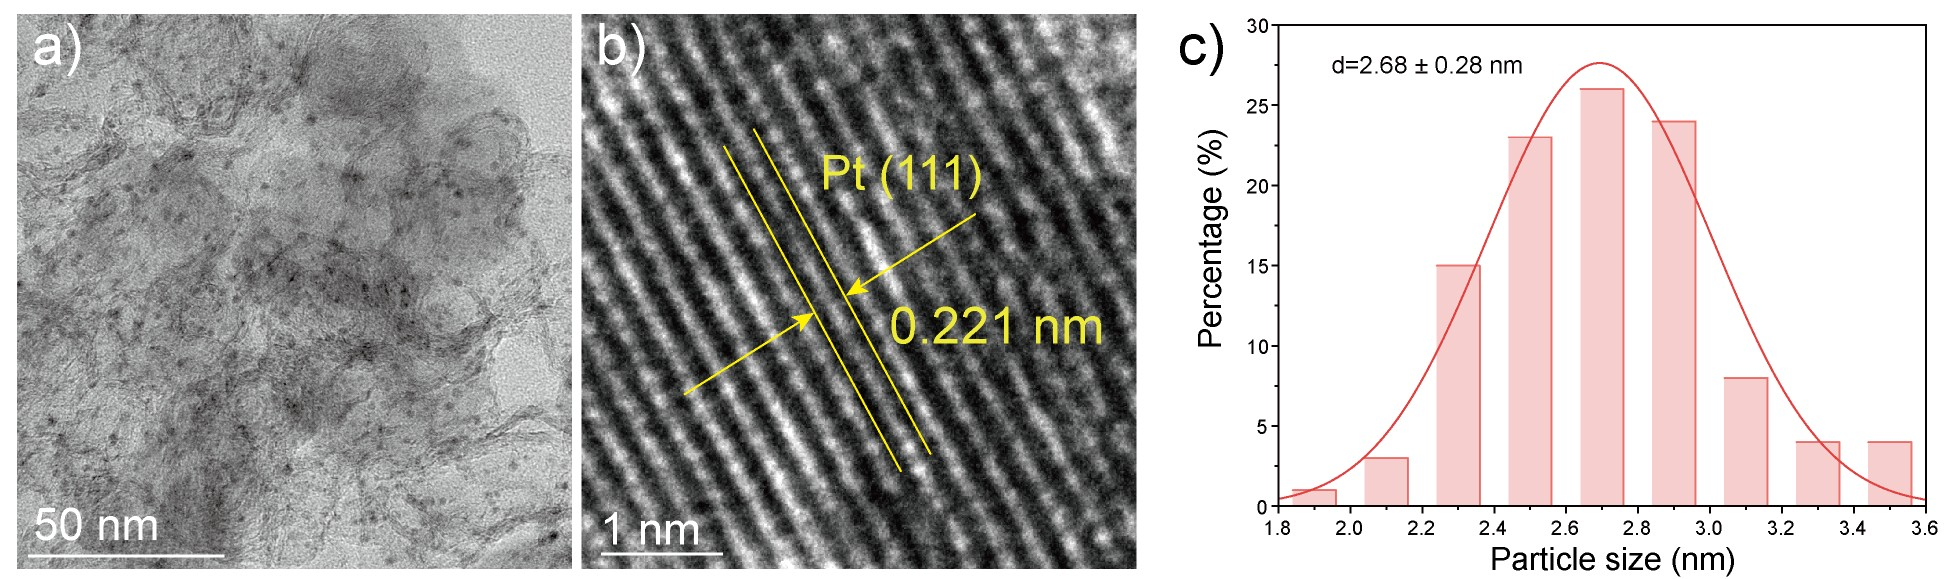 a)
50 nm
b)
Pt (111)
0.221 nm
1 nm
c)
d=2.68 ± 0.28 nm
Percentage (%)
30
25
20
15
10
5
0
1.8 2.0 2.2 2.4 2.6 2.8 3.0 3.2 3.4 3.6
Particle size (nm)